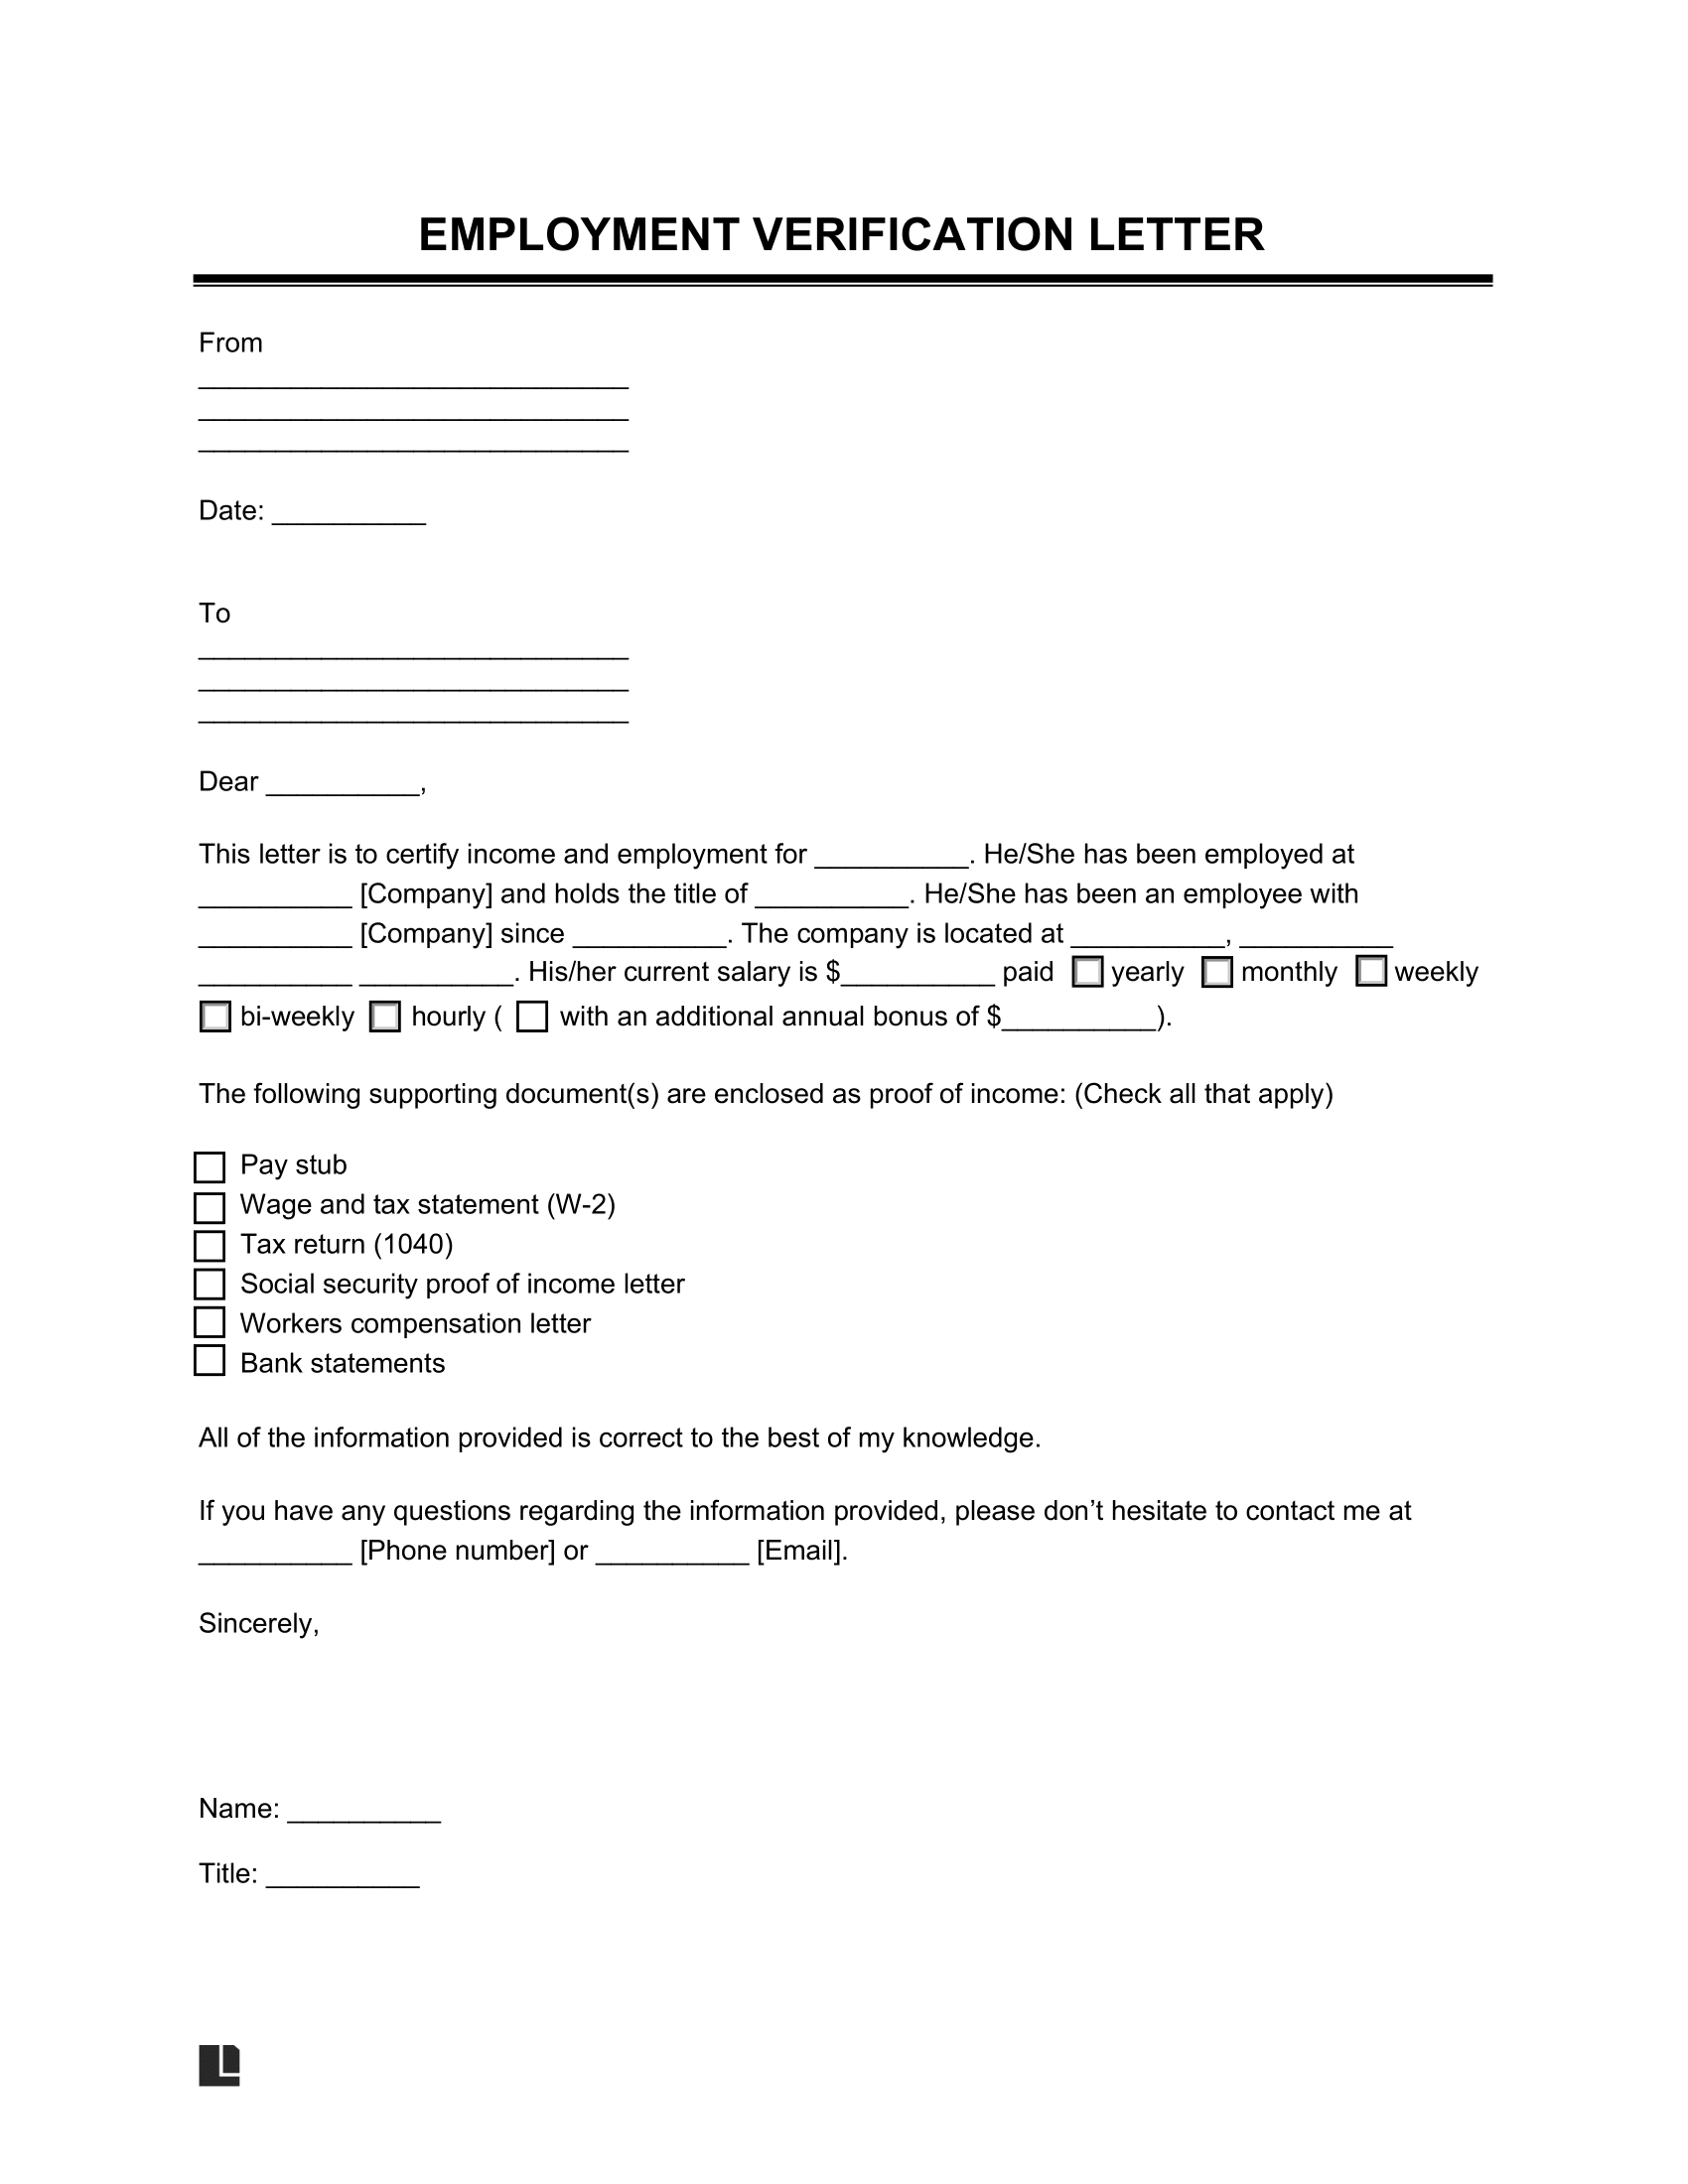 EMPLOYMENT VERIFICATION LETTER
From
____________________________
____________________________
____________________________
Date: __________
To
____________________________
____________________________
____________________________
Dear __________,
This letter is to certify income and employment for __________. He/She has been employed at
__________ [Company] and holds the title of __________. He/She has been an employee with
__________ [Company] since __________. The company is located at __________, __________
__________ __________. His/her current salary is $__________ paid ☐ yearly ☐ monthly ☐ weekly
☐ bi-weekly ☐ hourly ( ☐ with an additional annual bonus of $__________).
The following supporting document(s) are enclosed as proof of income: (Check all that apply)
☐ Pay stub
☐ Wage and tax statement (W-2)
☐ Tax return (1040)
☐ Social security proof of income letter
☐ Workers compensation letter
☐ Bank statements
All of the information provided is correct to the best of my knowledge.
If you have any questions regarding the information provided, please don’t hesitate to contact me at
__________ [Phone number] or __________ [Email].
Sincerely,
Name: __________
Title: __________